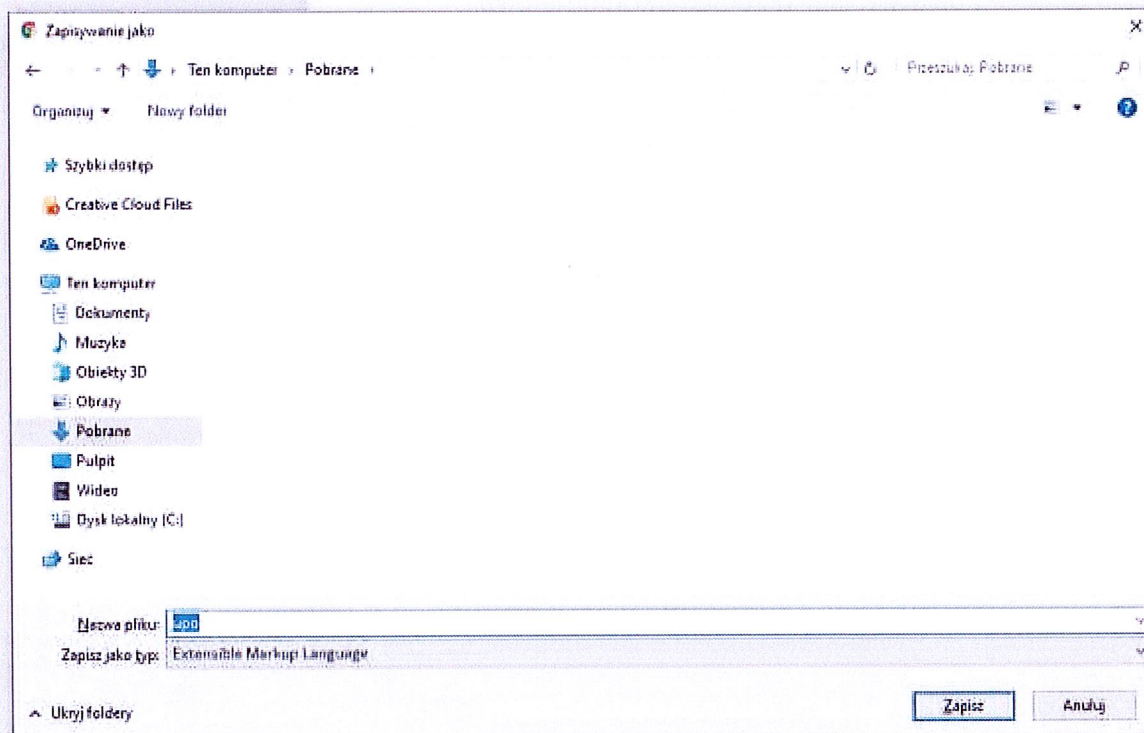 Zapisywanie jako
Ten komputer › Pobrane ›
Przeszukaj: Pobrane
Organizuj
Nowy folder
Szybki dostęp
Creative Cloud Files
OneDrive
Ten komputer
Dokumenty
Muzyka
Obiekty 3D
Obrazy
Pobrane
Pulpit
Wideo
Dysk lokalny (C:)
Sieć
Nazwa pliku:
Zapisz jako typ: Extensible Markup Language
Ukryj foldery
Zapisz
Anuluj